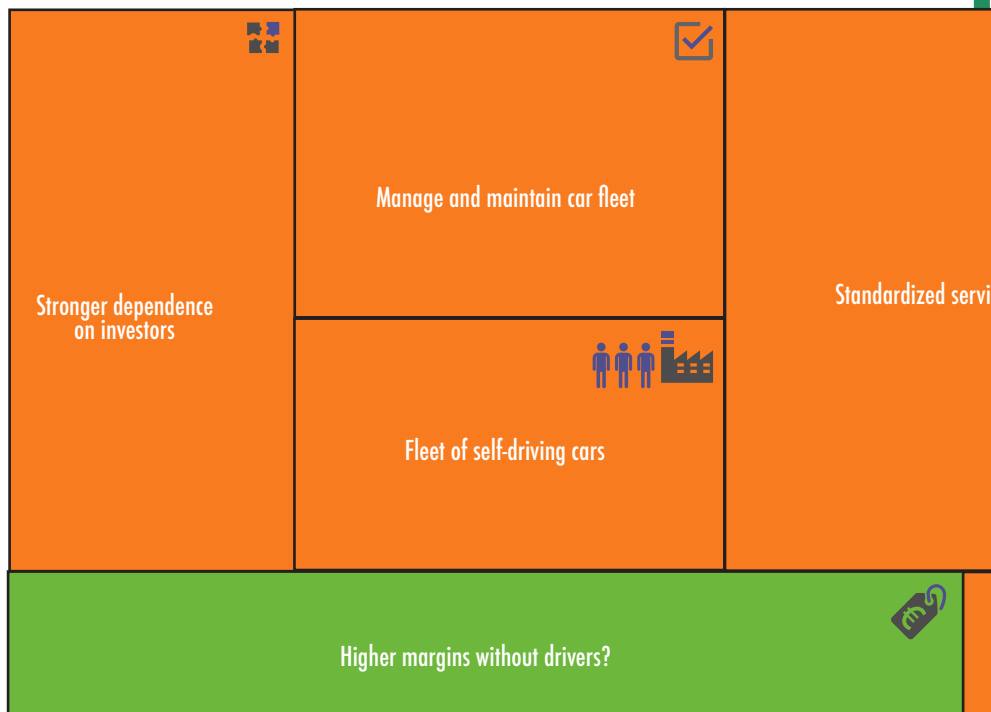 Manage and maintain car fleet
Stronger dependence
on investors
Standardized servi
Fleet of self-driving cars
Higher margins without drivers?